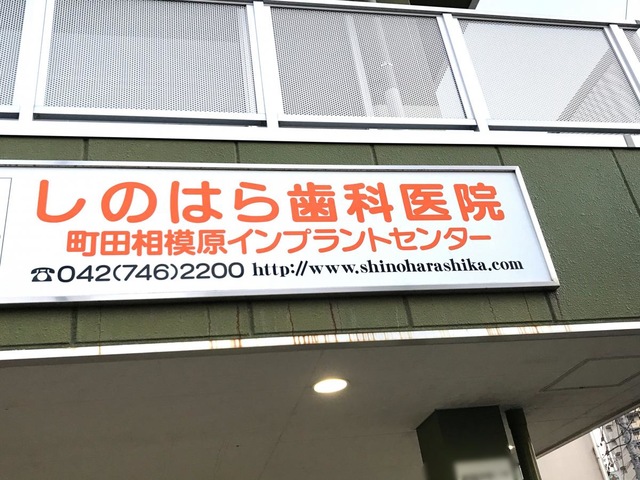 しのはら歯科医院
町田相模原インプラントセンター
☎042(746)2200 http://www.shinoharashika.com